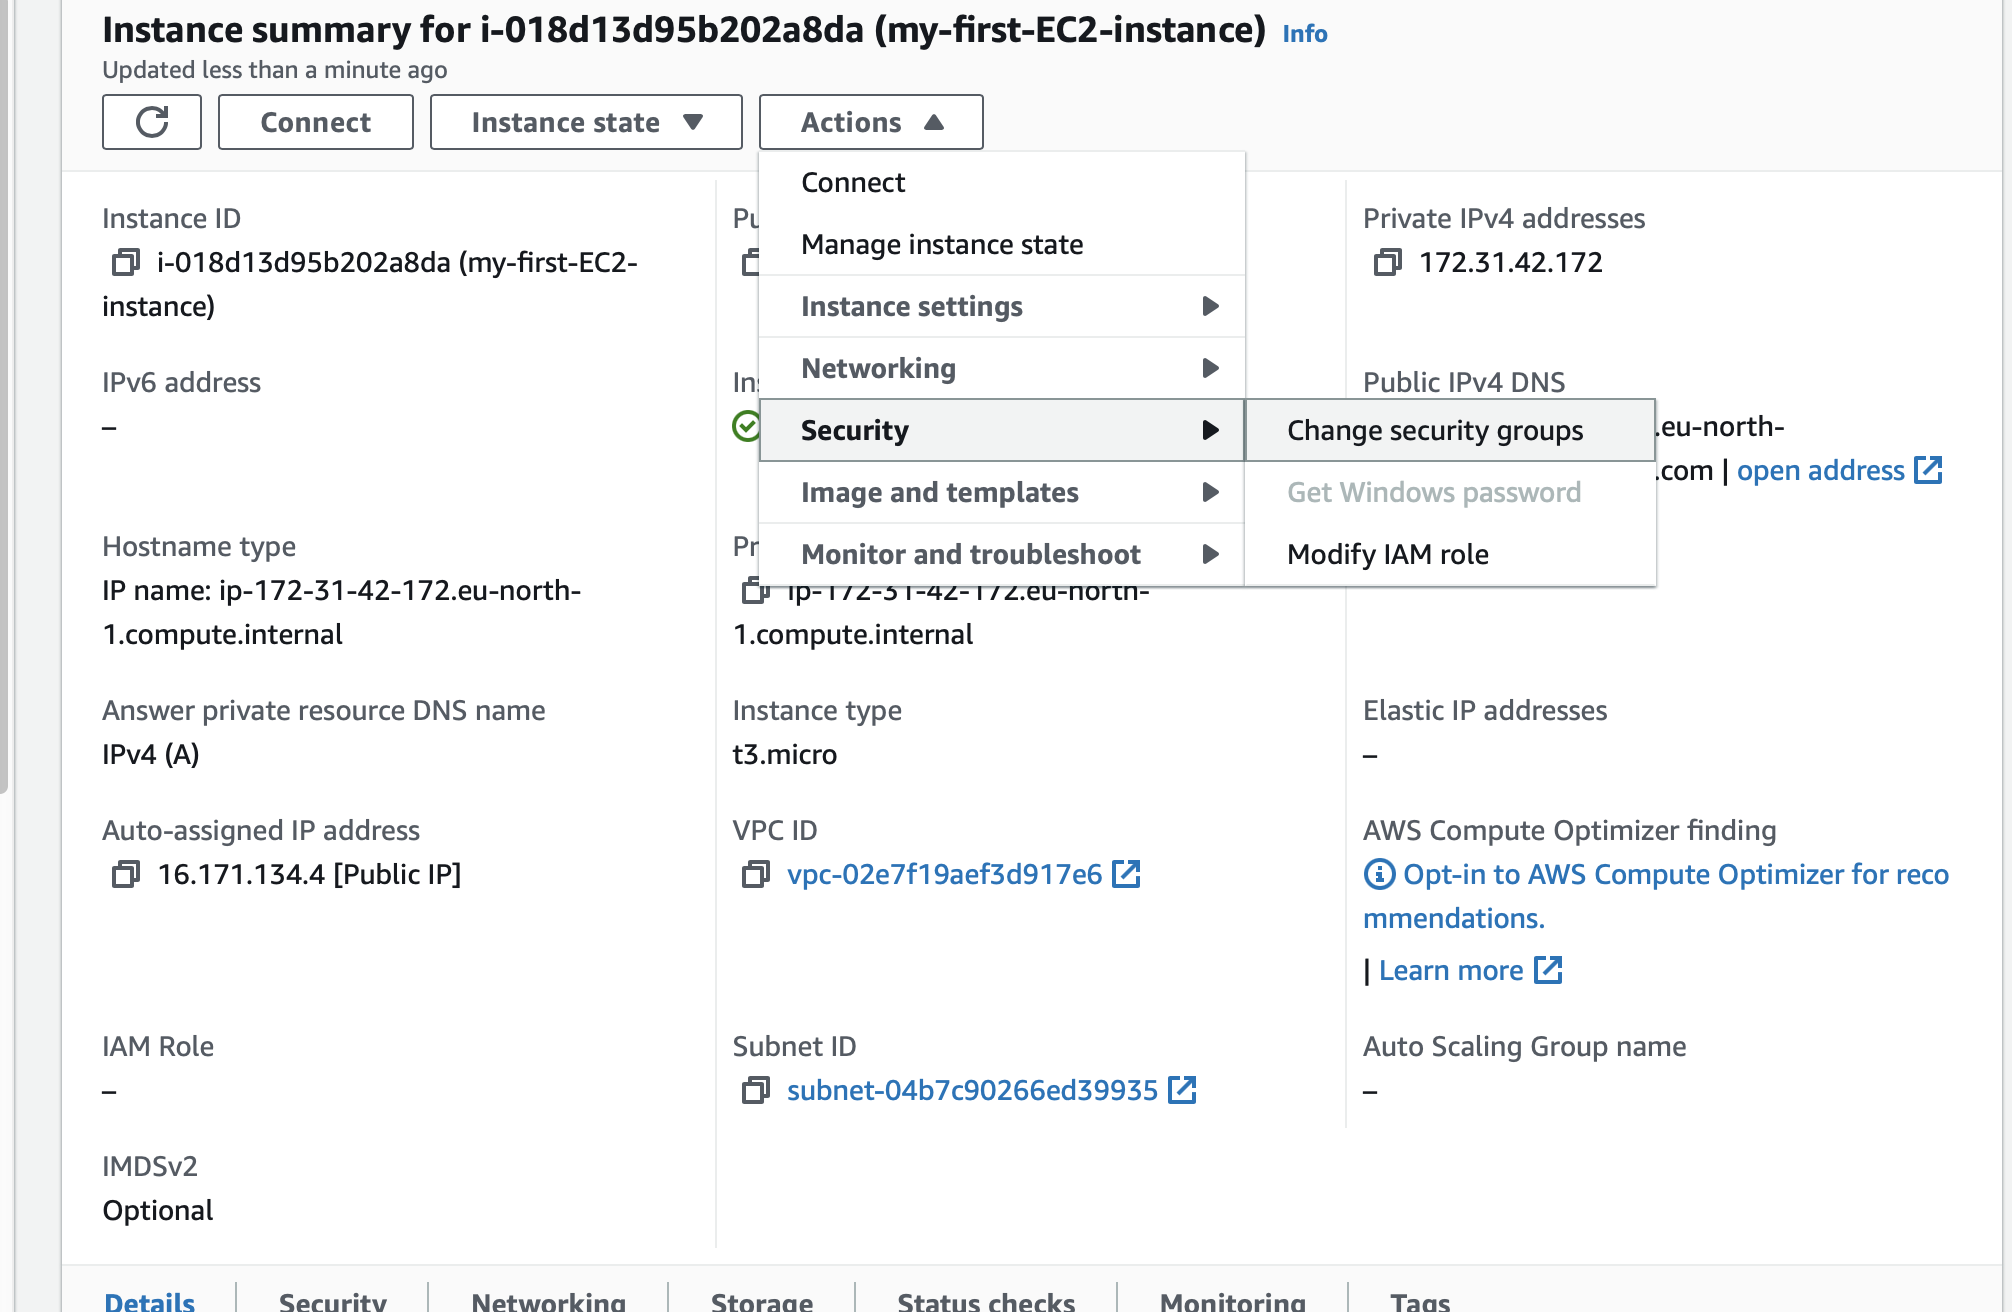 Instance summary for i-018d13d95b202a8da (my-first-EC2-instance) Info
Updated less than a minute ago
Connect
Instance state
Actions
Connect
Manage instance state
Instance settings
Networking
Security
Image and templates
Monitor and troubleshoot
Change security groups
Get Windows password
Modify IAM role
Instance ID
i-018d13d95b202a8da (my-first-EC2-
instance)
Private IPv4 addresses
172.31.42.172
IPv6 address
–
Public IPv4 DNS
.eu-north-
.com | open address
Hostname type
IP name: ip-172-31-42-172.eu-north-
1.compute.internal
ip-172-31-42-172.eu-north-
1.compute.internal
Answer private resource DNS name
IPv4 (A)
Instance type
t3.micro
Elastic IP addresses
–
Auto-assigned IP address
16.171.134.4 [Public IP]
VPC ID
vpc-02e7f19aef3d917e6
AWS Compute Optimizer finding
Opt-in to AWS Compute Optimizer for reco
mmendations.
| Learn more
IAM Role
–
Subnet ID
subnet-04b7c90266ed39935
Auto Scaling Group name
–
IMDSv2
Optional
Details
Security
Networking
Storage
Status checks
Monitoring
Tags